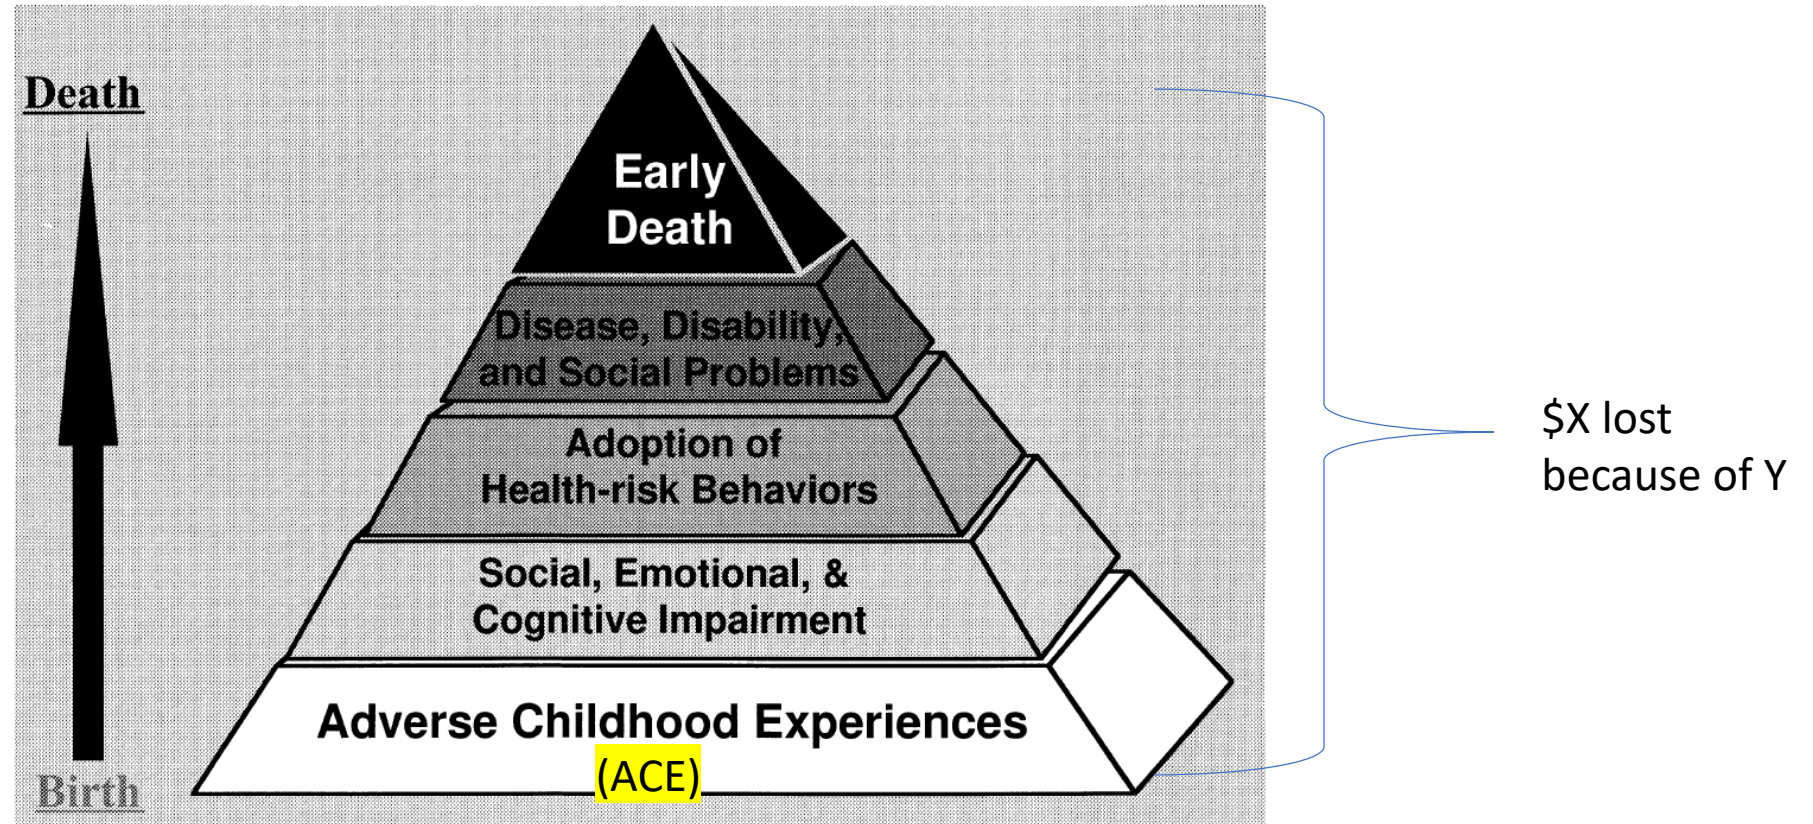 Death
Early
Death
Disease, Disability,
and Social Problems
Adoption of
Health-risk Behaviors
Social, Emotional, &
Cognitive Impairment
Adverse Childhood Experiences
(ACE)
Birth
$X lost
because of Y